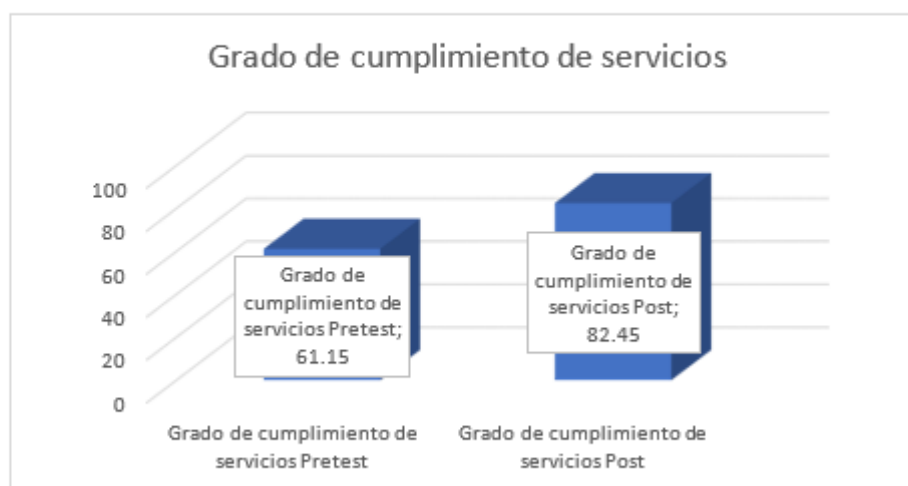 Grado de cumplimiento de servicios
100
80
60
40
20
0
Grado de
cumplimiento de
servicios Pretest;
61.15
Grado de
cumplimiento de
servicios Post;
82.45
Grado de cumplimiento de
servicios Pretest
Grado de cumplimiento de
servicios Post